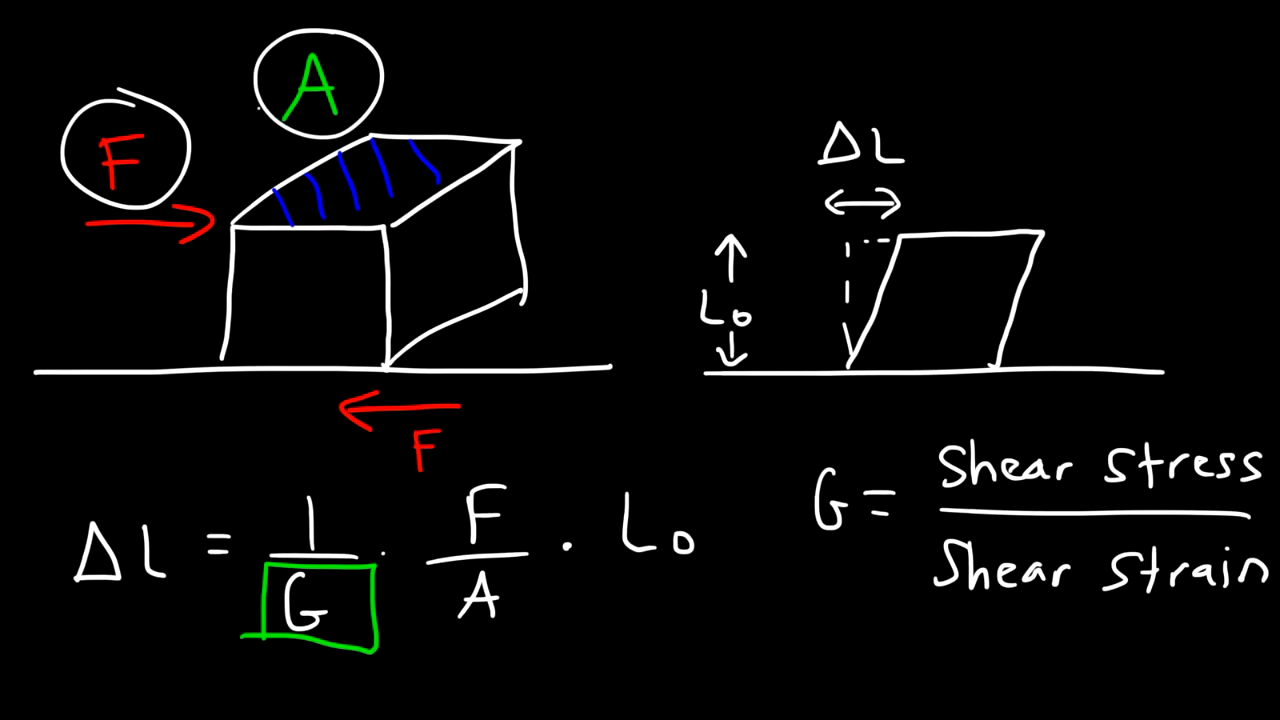 A
F
F
ΔL
L₀
ΔL = 1/G · F/A · L₀
G = Shear stress / Shear strain